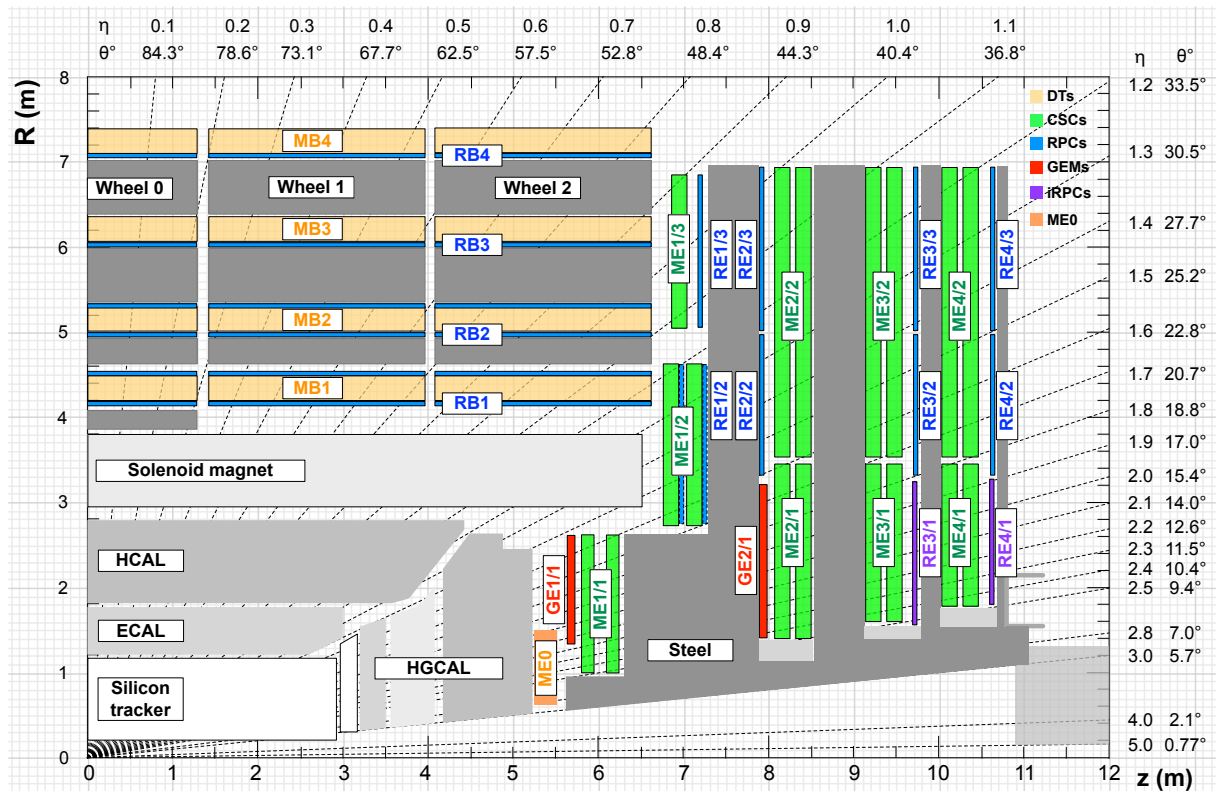 η 0.1 0.2 0.3 0.4 0.5 0.6 0.7 0.8 0.9 1.0 1.1
θ° 84.3° 78.6° 73.1° 67.7° 62.5° 57.5° 52.8° 48.4° 44.3° 40.4° 36.8° η θ°
R (m)
8
7
6
5
4
3
2
1
0
1.2 33.5°
1.3 30.5°
1.4 27.7°
1.5 25.2°
1.6 22.8°
1.7 20.7°
1.8 18.8°
1.9 17.0°
2.0 15.4°
2.1 14.0°
2.2 12.6°
2.3 11.5°
2.4 10.4°
2.5 9.4°
2.8 7.0°
3.0 5.7°
4.0 2.1°
5.0 0.77°
DTs
CSCs
RPCs
GEMs
iRPCs
ME0
MB4
RB4
Wheel 0 Wheel 1 Wheel 2
MB3
RB3
MB2
RB2
MB1
RB1
Solenoid magnet
HCAL
ECAL
HGCAL
Silicon
tracker
Steel
ME0
GE1/1
ME1/1
ME1/2
ME1/3
RE1/3
RE2/3
RE1/2
RE2/2
GE2/1
ME2/2
ME2/1
ME3/2
ME3/1
RE3/3
RE3/2
RE3/1
ME4/2
ME4/1
RE4/3
RE4/2
RE4/1
0 1 2 3 4 5 6 7 8 9 10 11 12
z (m)